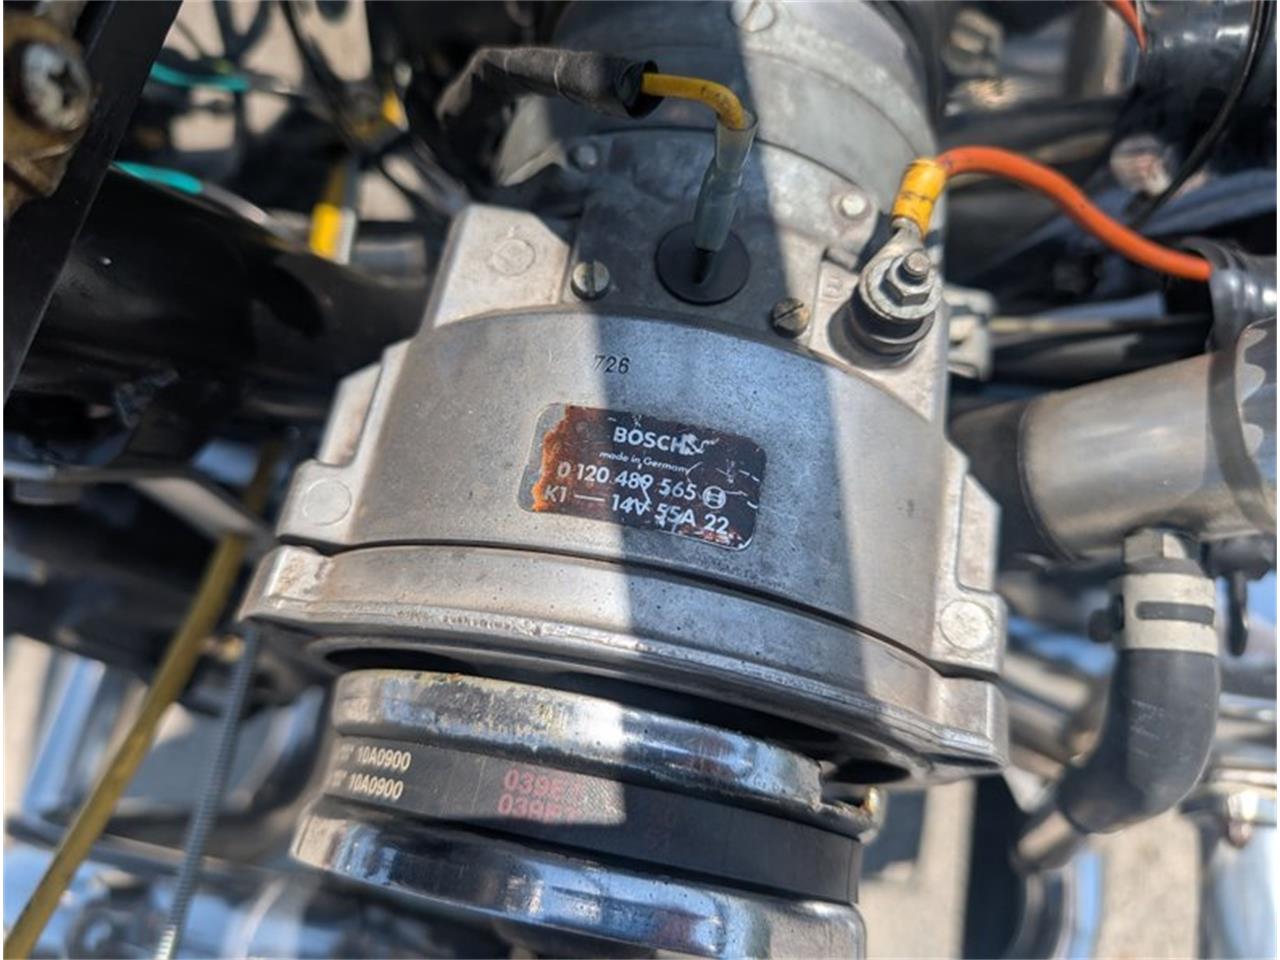 726
BOSCH
made in Germany
0 120 489 565
K1 — 14V 55A 22
10A0900
10A0900